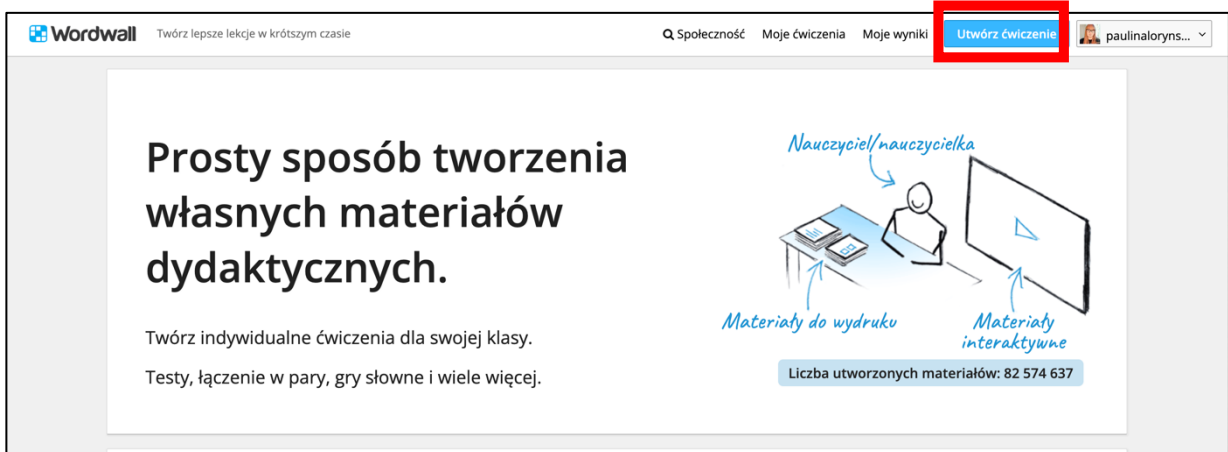 Wordwall Twórz lepsze lekcje w krótszym czasie Społeczność Moje ćwiczenia Moje wyniki Utwórz ćwiczenie paulinaloryns...
Prosty sposób tworzenia
własnych materiałów
dydaktycznych.
Twórz indywidualne ćwiczenia dla swojej klasy.
Testy, łączenie w pary, gry słowne i wiele więcej.
Nauczyciel/nauczycielka
Materiały do wydruku
Materiały
interaktywne
Liczba utworzonych materiałów: 82 574 637